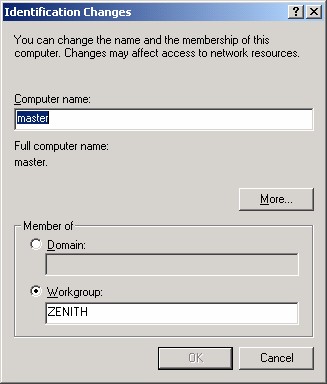 Identification Changes
You can change the name and the membership of this
computer. Changes may affect access to network resources.
Computer name:
master
Full computer name:
master.
More...
Member of
Domain:
Workgroup:
ZENITH
OK Cancel